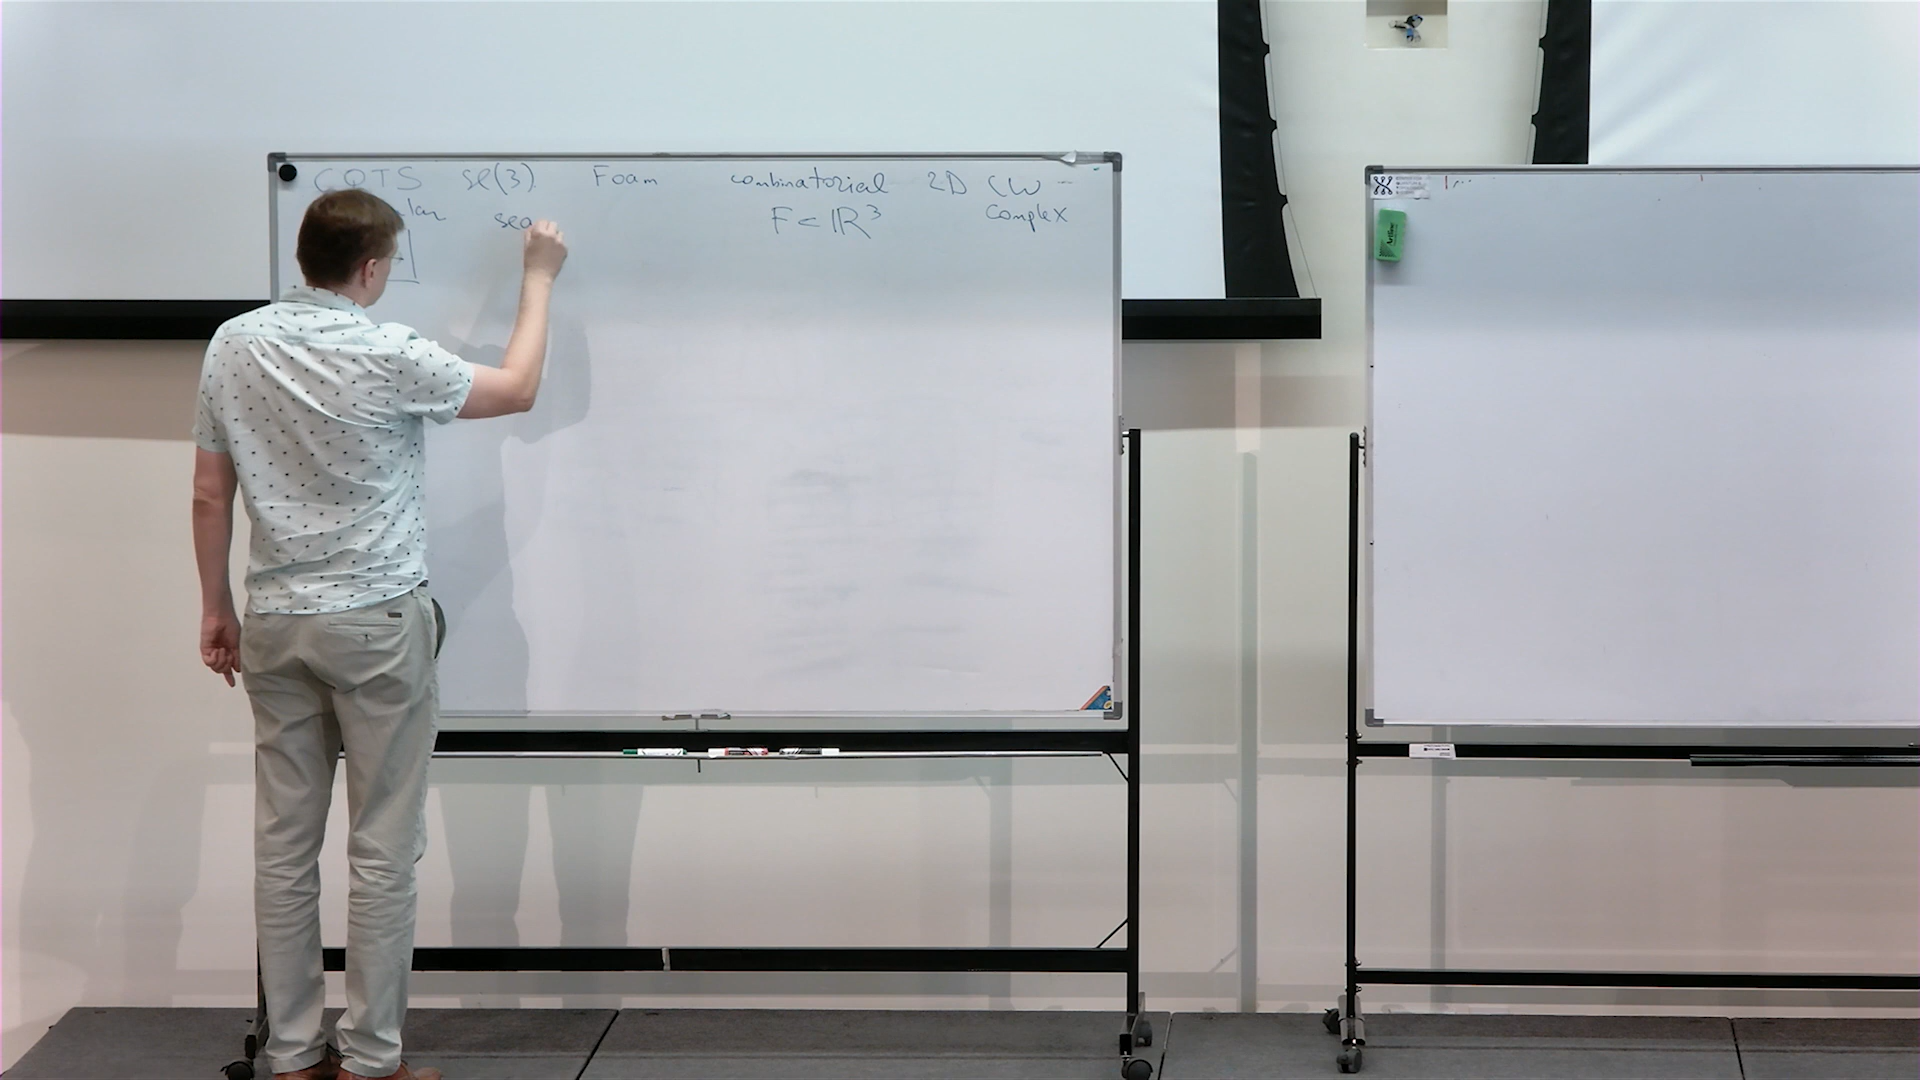 CQTS sl(3) Foam combinatorial 2D CW -
complex
F ⊂ ℝ³
sea